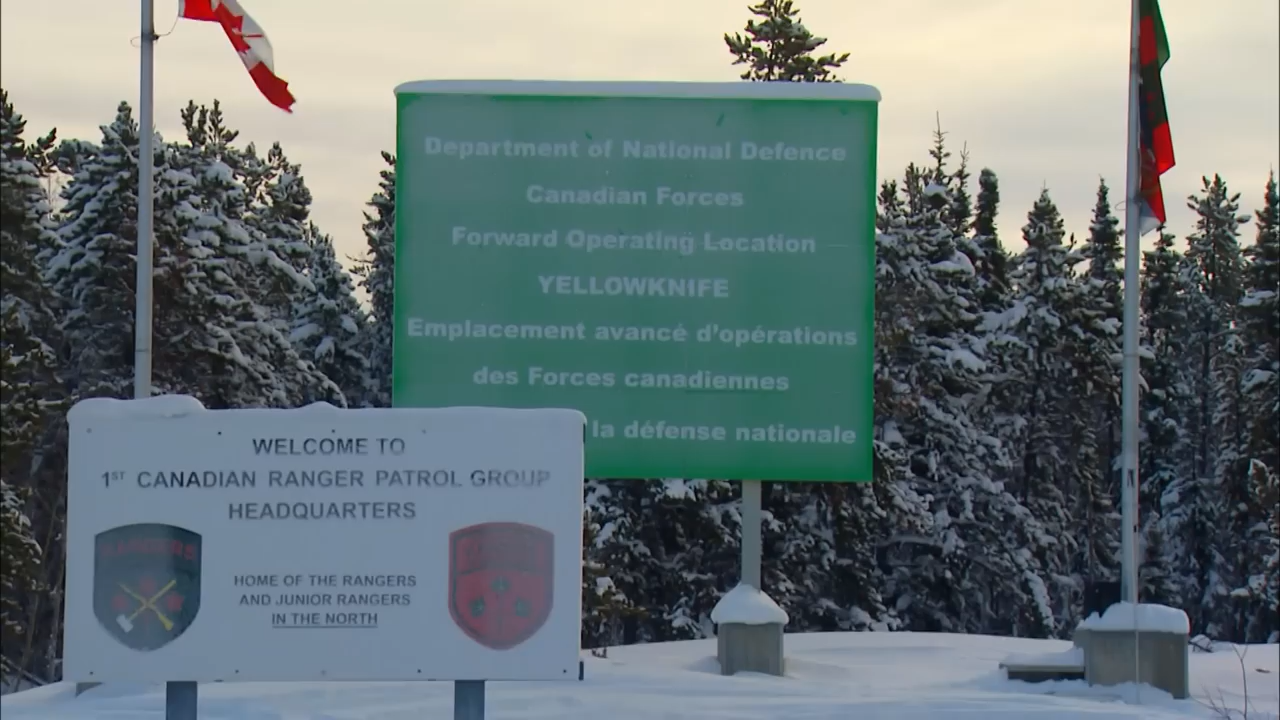 Department of National Defence
Canadian Forces
Forward Operating Location
YELLOWKNIFE
Emplacement avancé d'opérations
des Forces canadiennes
la défense nationale
WELCOME TO
1ST CANADIAN RANGER PATROL GROUP
HEADQUARTERS
RANGERS
HOME OF THE RANGERS
AND JUNIOR RANGERS
IN THE NORTH